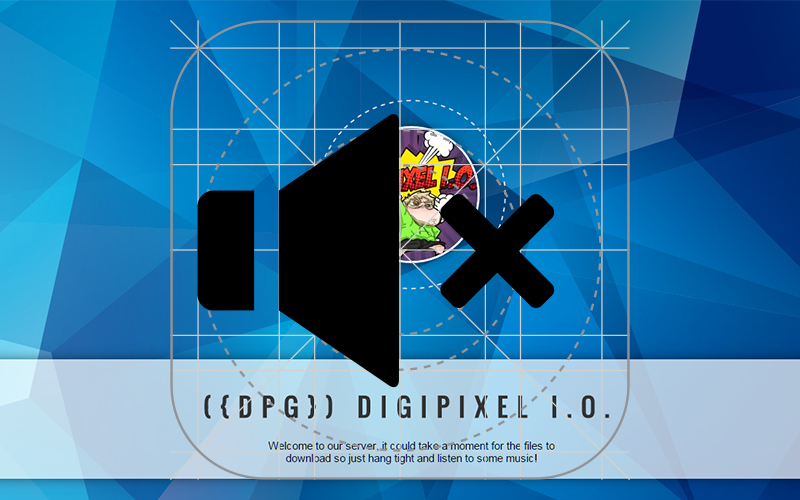 IXEL I.O.
({DPG}) DIGIPIXEL I.O.
Welcome to our server, it could take a moment for the files to
download so just hang tight and listen to some music!